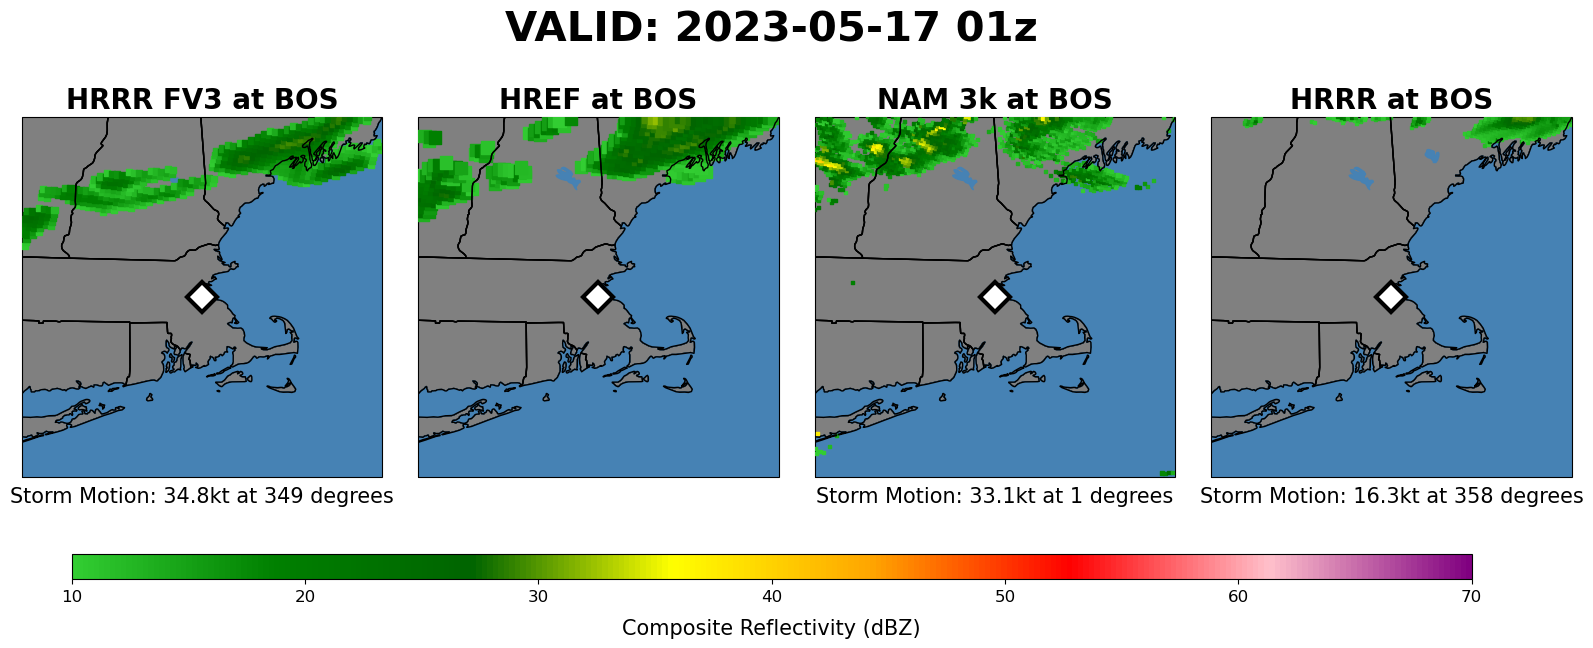 VALID: 2023-05-17 01z
HRRR FV3 at BOS
HREF at BOS
NAM 3k at BOS
HRRR at BOS
Storm Motion: 34.8kt at 349 degrees
Storm Motion: 33.1kt at 1 degrees
Storm Motion: 16.3kt at 358 degrees
10 20 30 40 50 60 70
Composite Reflectivity (dBZ)